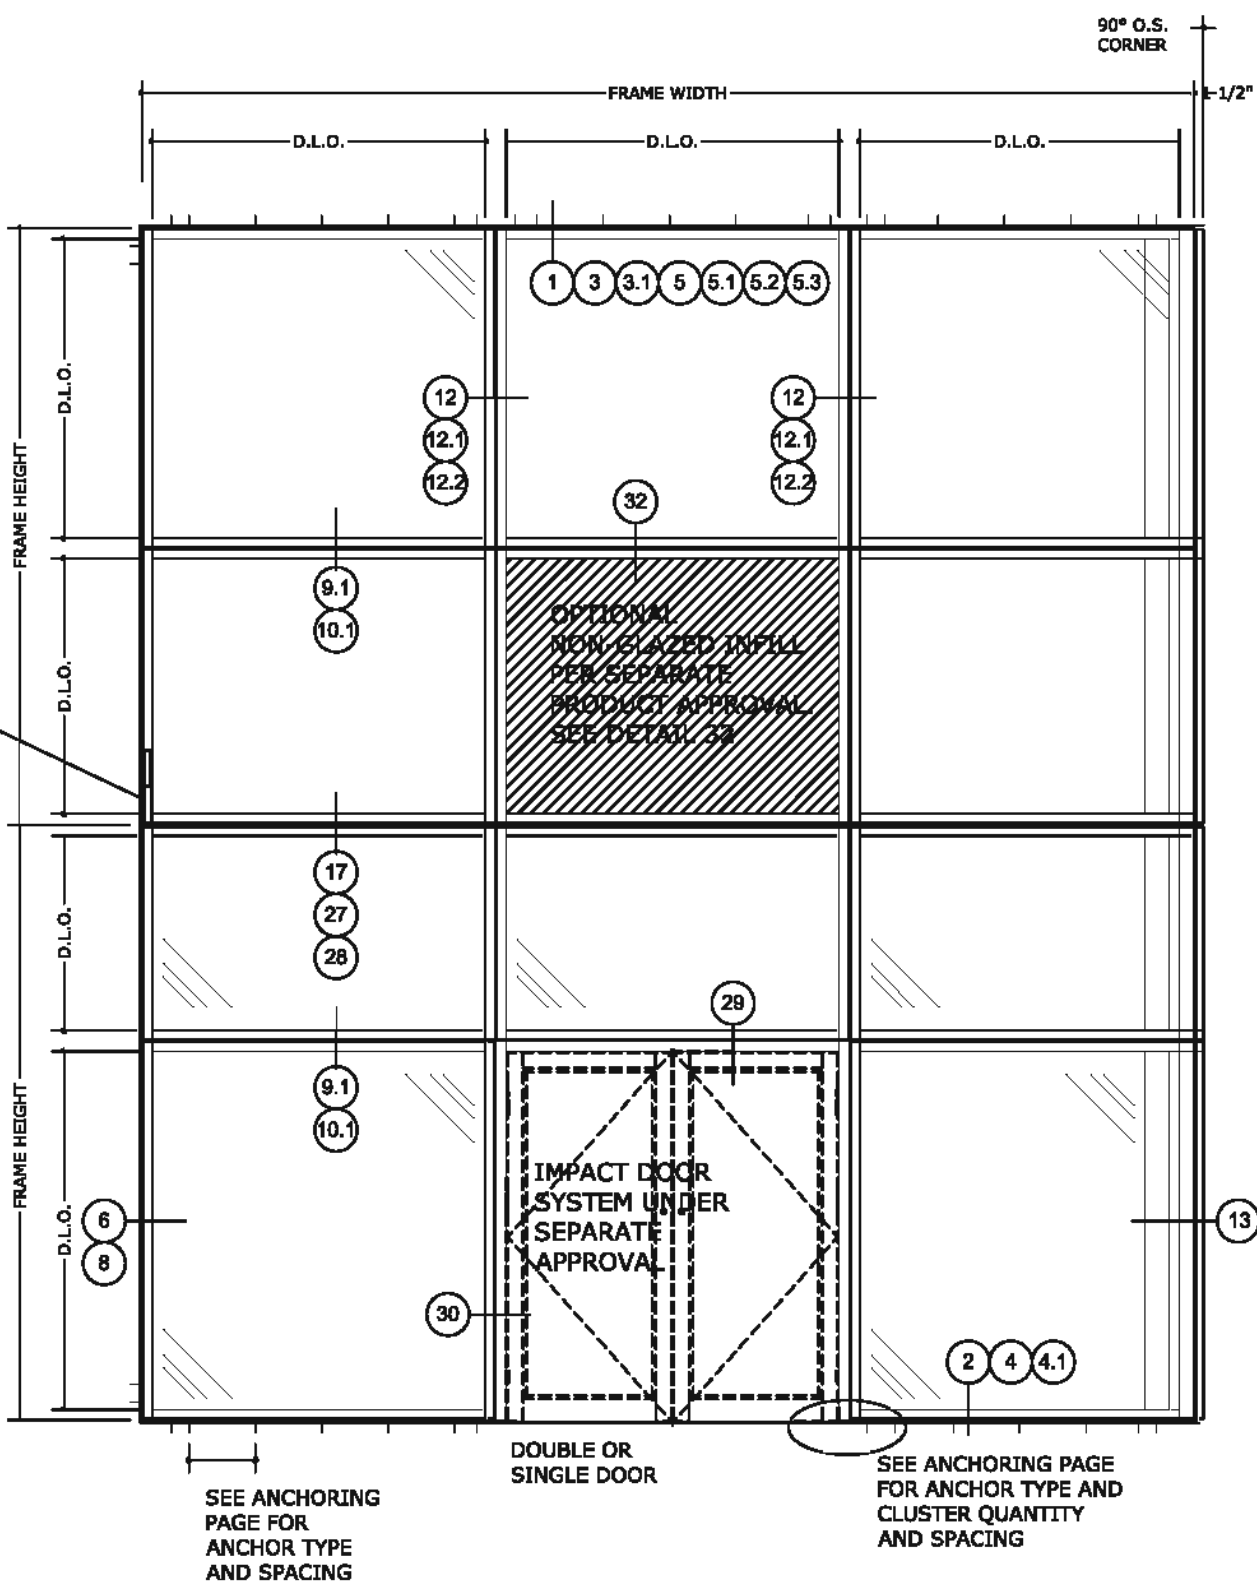 90° O.S.
CORNER
FRAME WIDTH
1/2"
D.L.O.
D.L.O.
D.L.O.
1
3
3.1
5
5.1
5.2
5.3
D.L.O.
12
12.1
12.2
12
12.1
12.2
FRAME HEIGHT
32
9.1
10.1
OPTIONAL
NON-GLAZED INFILL
PER SEPARATE
PRODUCT APPROVAL.
SEE DETAIL 32
D.L.O.
17
27
28
D.L.O.
29
9.1
10.1
FRAME HEIGHT
IMPACT DOOR
SYSTEM UNDER
SEPARATE
APPROVAL
D.L.O.
6
8
13
30
2
4
4.1
DOUBLE OR
SINGLE DOOR
SEE ANCHORING PAGE
FOR ANCHOR TYPE AND
CLUSTER QUANTITY
AND SPACING
SEE ANCHORING
PAGE FOR
ANCHOR TYPE
AND SPACING